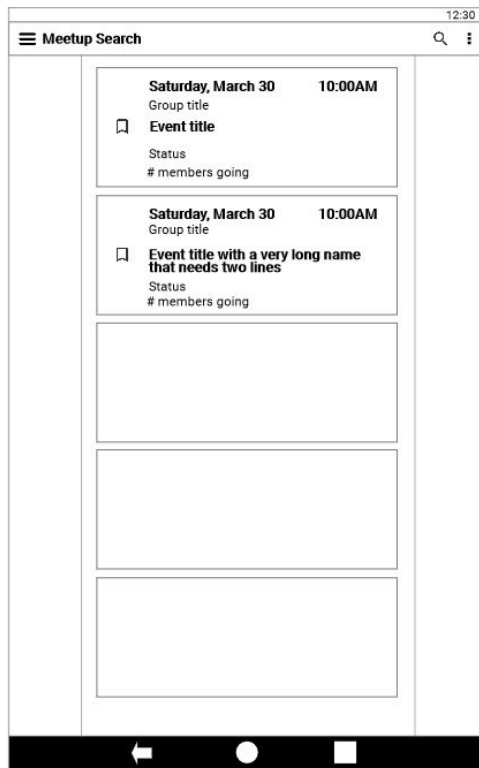 12:30
Meetup Search
Saturday, March 30 10:00AM
Group title
Event title
Status
# members going
Saturday, March 30 10:00AM
Group title
Event title with a very long name
that needs two lines
Status
# members going